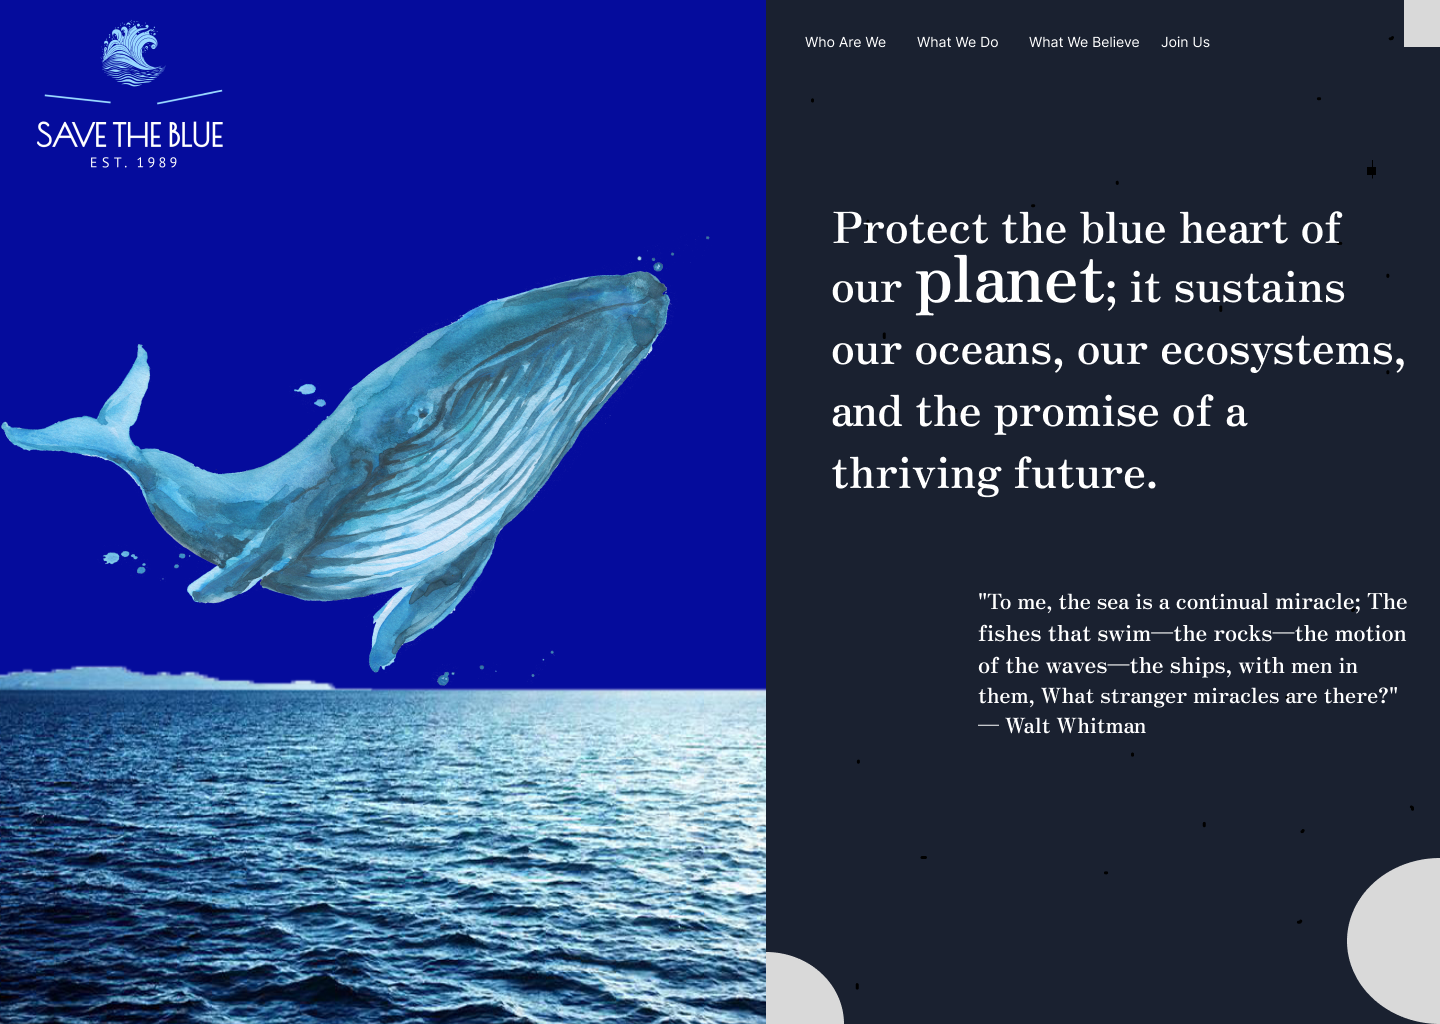 SAVE THE BLUE
EST. 1989
Who Are We What We Do What We Believe Join Us
Protect the blue heart of
our planet; it sustains
our oceans, our ecosystems,
and the promise of a
thriving future.
"To me, the sea is a continual miracle; The
fishes that swim—the rocks—the motion
of the waves—the ships, with men in
them, What stranger miracles are there?"
— Walt Whitman